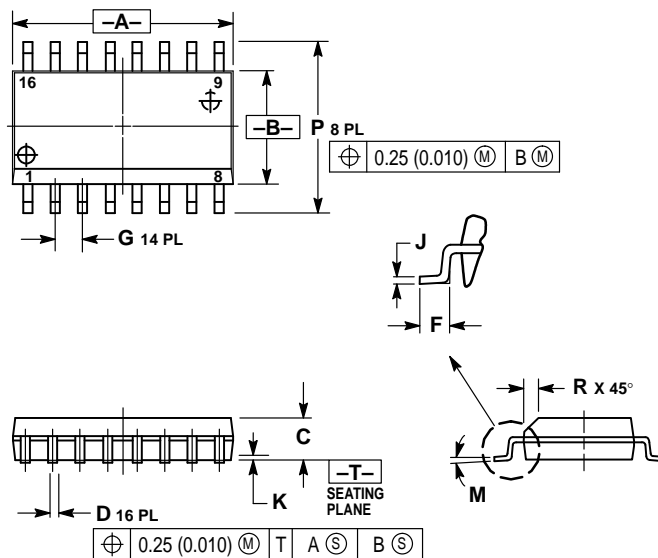 –A–
16 9
–B– P 8 PL
⌖ 0.25 (0.010) Ⓜ B Ⓜ
1 8
G 14 PL
J
F
R X 45°
C
–T–
SEATING
PLANE
K
M
D 16 PL
⌖ 0.25 (0.010) Ⓜ T A Ⓢ B Ⓢ